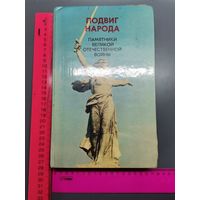 ПОДВИГ
НАРОДА
ПАМЯТНИКИ
ВЕЛИКОЙ
ОТЕЧЕСТВЕННОЙ
ВОЙНЫ